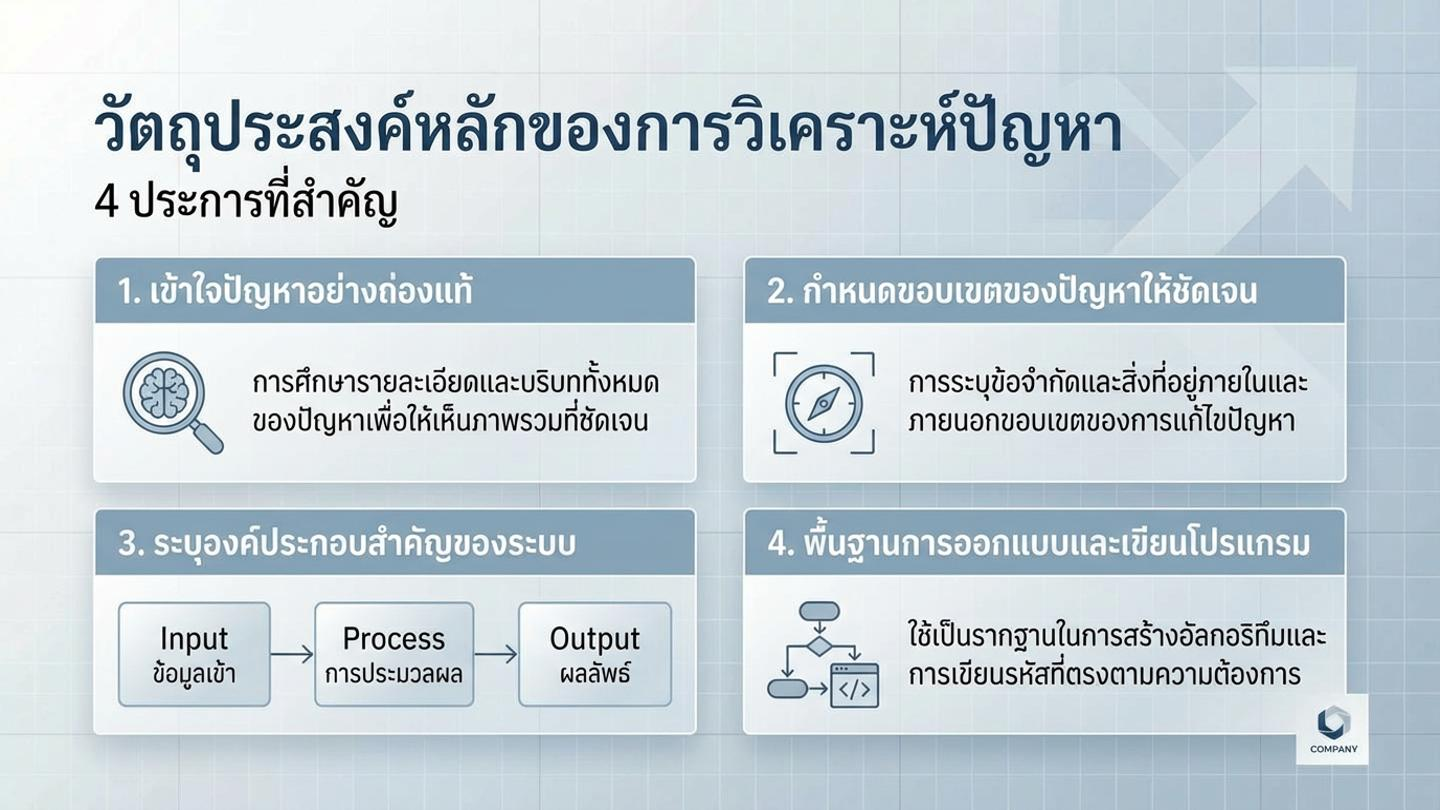 วัตถุประสงค์หลักของการวิเคราะห์ปัญหา
4 ประการที่สำคัญ
1. เข้าใจปัญหาอย่างถ่องแท้
การศึกษารายละเอียดและบริบททั้งหมด
ของปัญหาเพื่อให้เห็นภาพรวมที่ชัดเจน
2. กำหนดขอบเขตของปัญหาให้ชัดเจน
การระบุข้อจำกัดและสิ่งที่อยู่ภายในและ
ภายนอกขอบเขตของการแก้ไขปัญหา
3. ระบุองค์ประกอบสำคัญของระบบ
Input
ข้อมูลเข้า
Process
การประมวลผล
Output
ผลลัพธ์
4. พื้นฐานการออกแบบและเขียนโปรแกรม
</>
ใช้เป็นรากฐานในการสร้างอัลกอริทึมและ
การเขียนรหัสที่ตรงตามความต้องการ
COMPANY